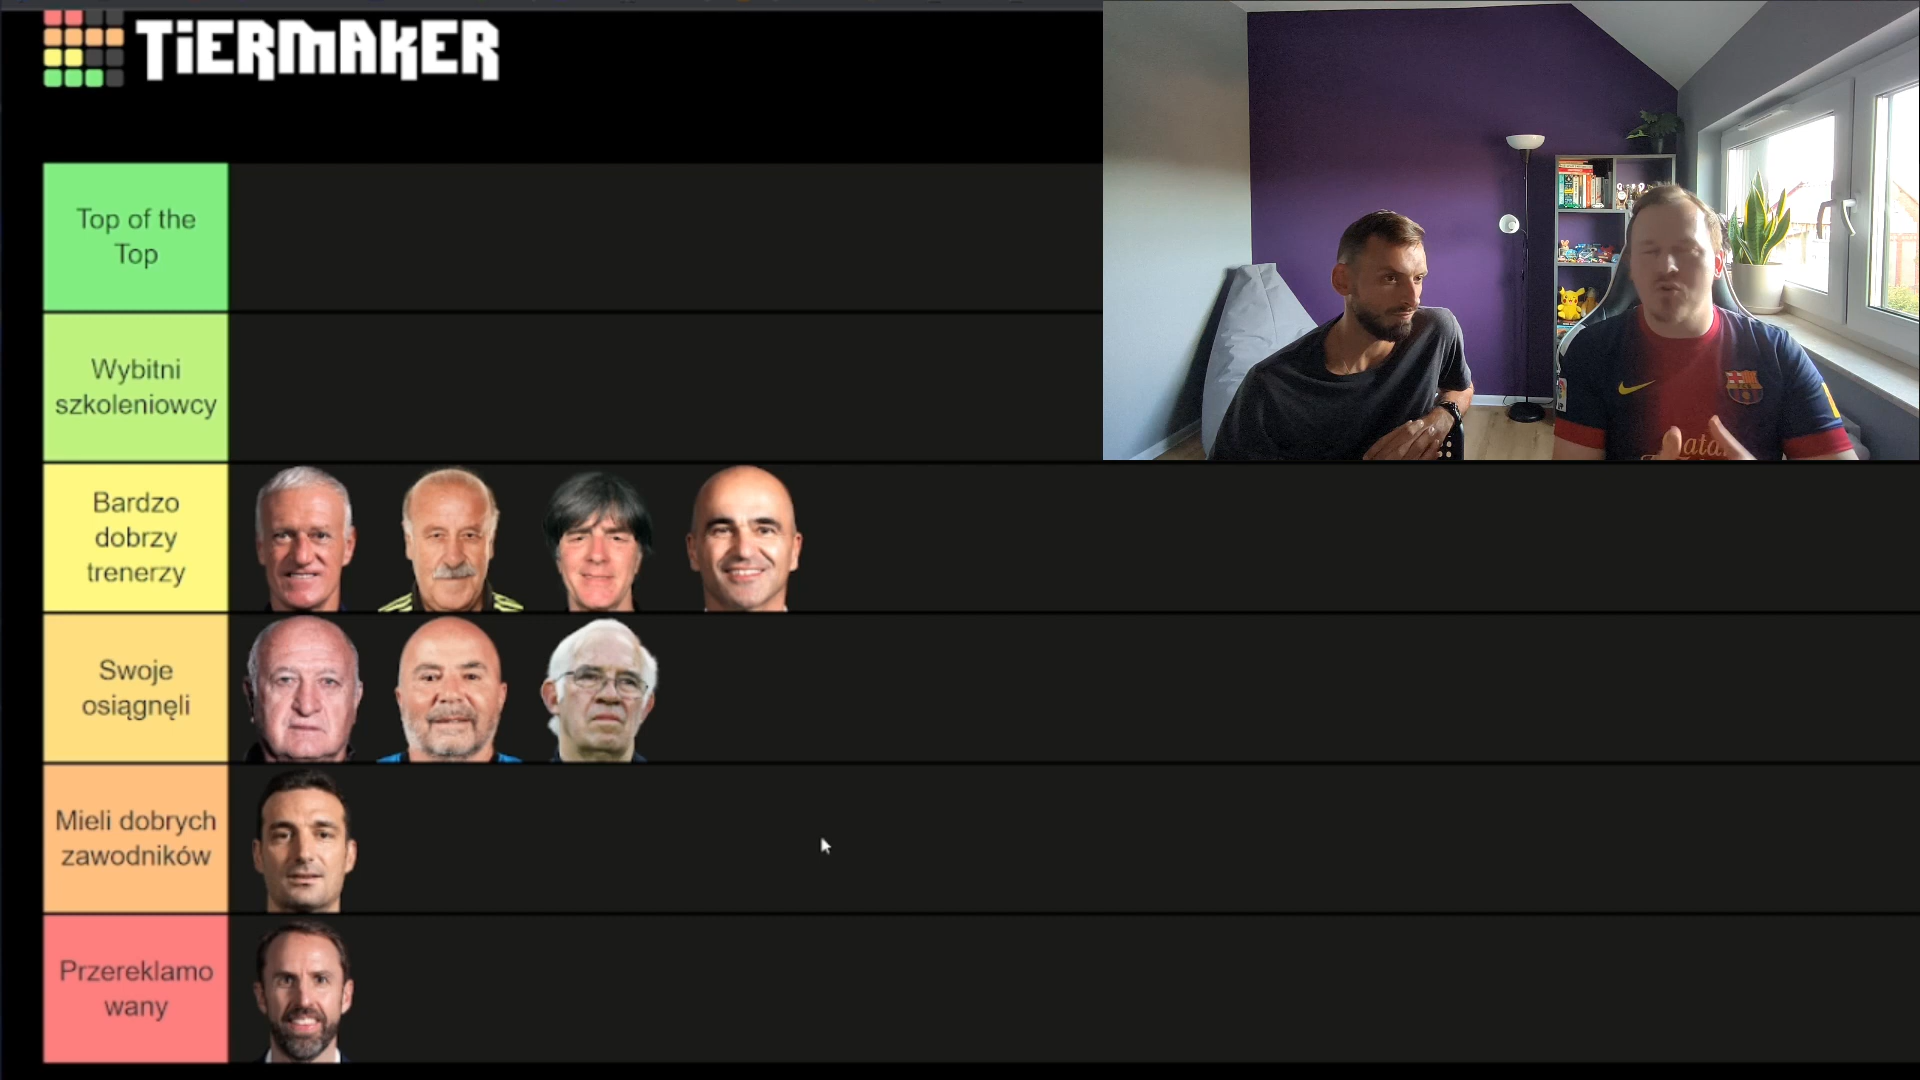 TiERMAKER
Top of the
Top
Wybitni
szkoleniowcy
Bardzo
dobrzy
trenerzy
Swoje
osiągnęli
Mieli dobrych
zawodników
Przereklamo
wany